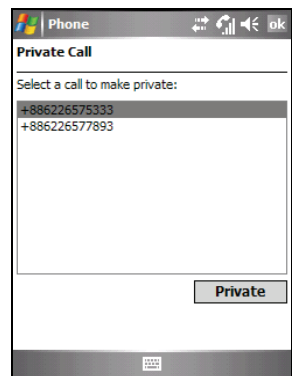 Phone ok
Private Call
Select a call to make private:
+886226575333
+886226577893
Private